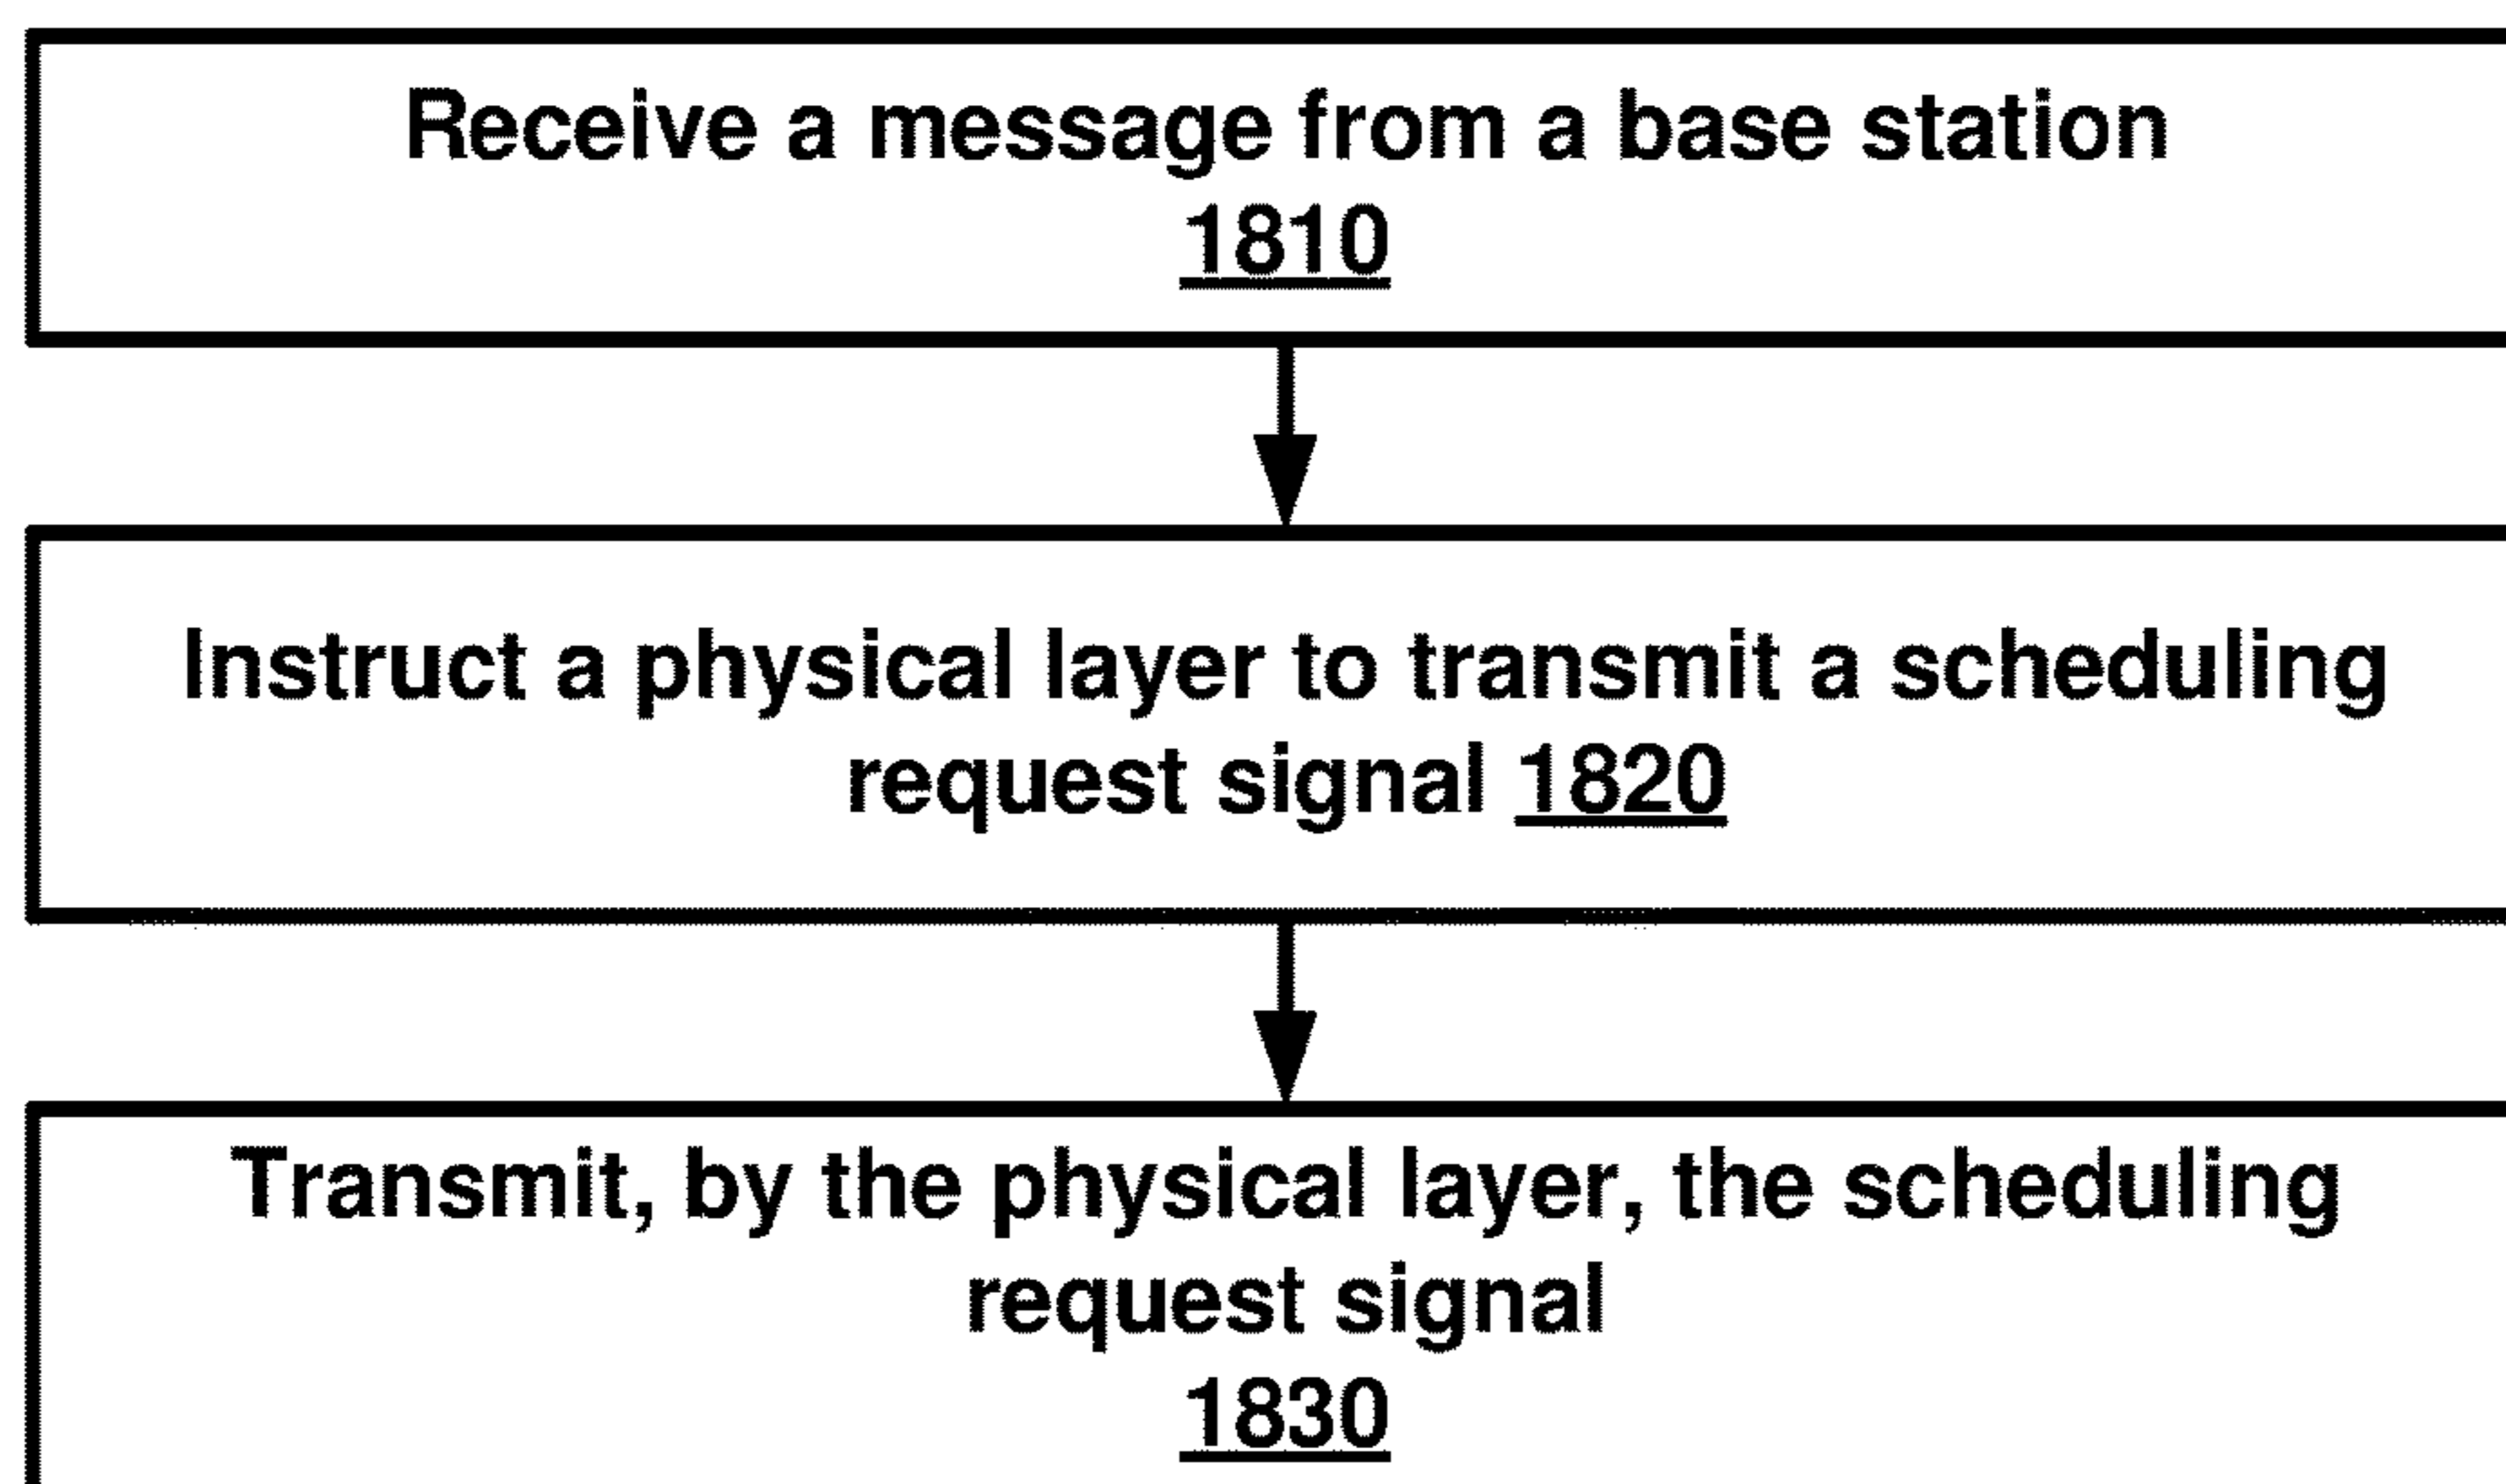 Receive a message from a base station
1810
Instruct a physical layer to transmit a scheduling
request signal 1820
Transmit, by the physical layer, the scheduling
request signal
1830